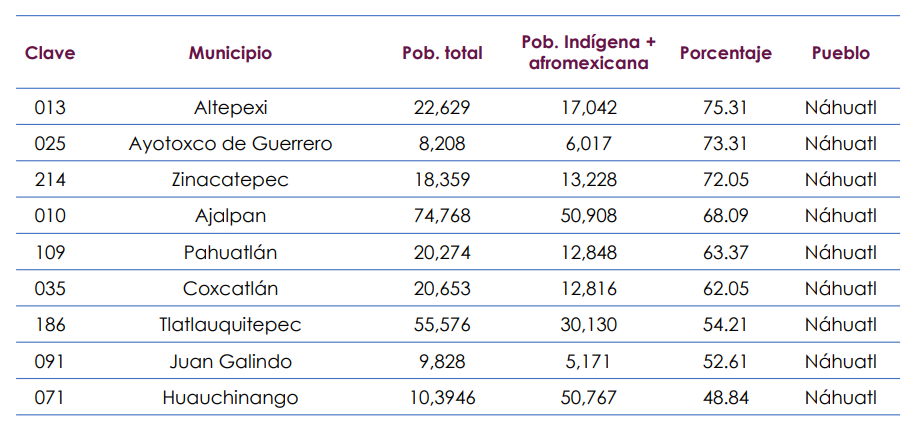 Clave Municipio Pob. total Pob. Indígena + afromexicana Porcentaje Pueblo
013 Altepexi 22,629 17,042 75.31 Náhuatl
025 Ayotoxco de Guerrero 8,208 6,017 73.31 Náhuatl
214 Zinacatepec 18,359 13,228 72.05 Náhuatl
010 Ajalpan 74,768 50,908 68.09 Náhuatl
109 Pahuatlán 20,274 12,848 63.37 Náhuatl
035 Coxcatlán 20,653 12,816 62.05 Náhuatl
186 Tlatlauquitepec 55,576 30,130 54.21 Náhuatl
091 Juan Galindo 9,828 5,171 52.61 Náhuatl
071 Huauchinango 10,3946 50,767 48.84 Náhuatl